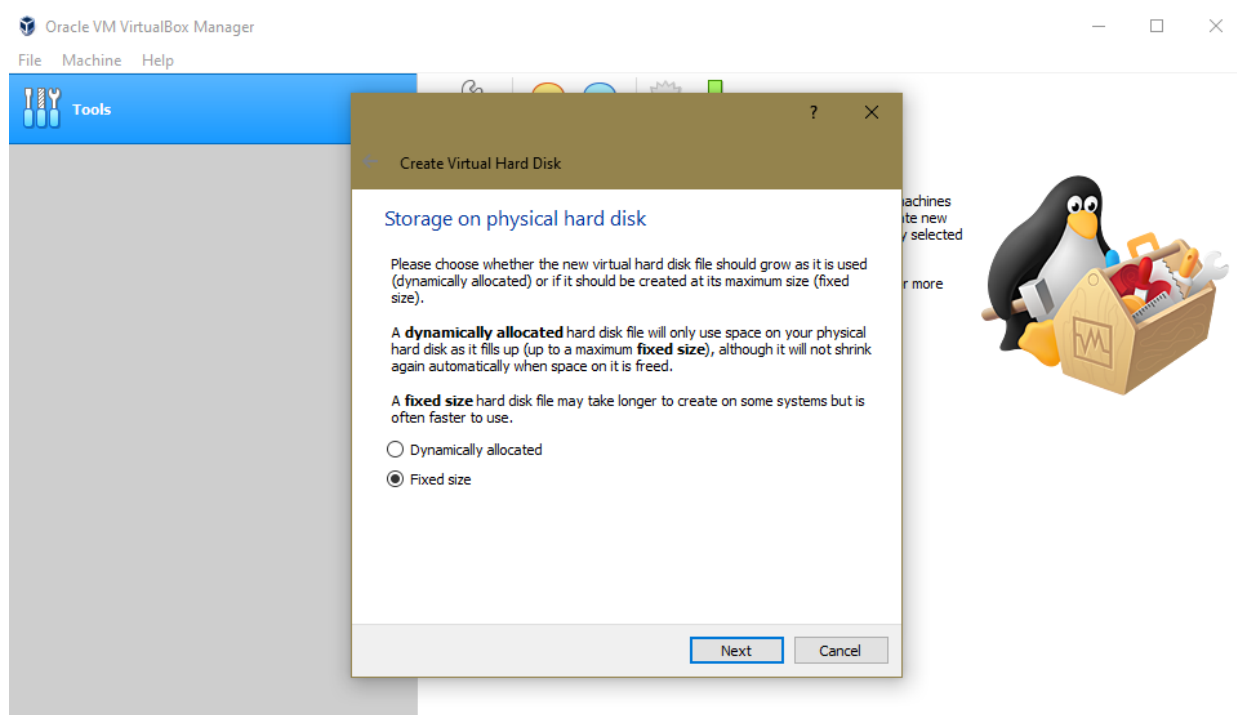 Oracle VM VirtualBox Manager
File Machine Help
Tools
?
Create Virtual Hard Disk
Storage on physical hard disk
Please choose whether the new virtual hard disk file should grow as it is used
(dynamically allocated) or if it should be created at its maximum size (fixed
size).
A dynamically allocated hard disk file will only use space on your physical
hard disk as it fills up (up to a maximum fixed size), although it will not shrink
again automatically when space on it is freed.
A fixed size hard disk file may take longer to create on some systems but is
often faster to use.
Dynamically allocated
Fixed size
Next Cancel
new
selected
more